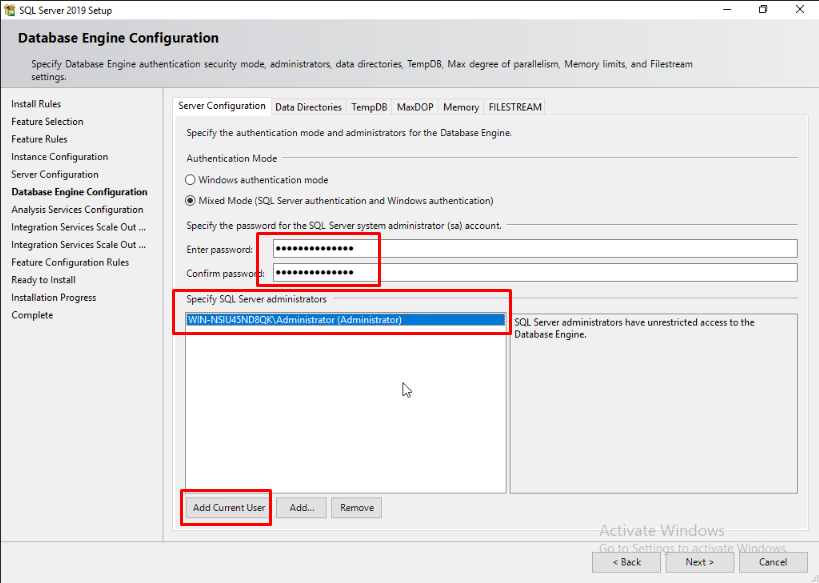 SQL Server 2019 Setup
Database Engine Configuration
Specify Database Engine authentication security mode, administrators, data directories, TempDB, Max degree of parallelism, Memory limits, and Filestream
settings.
Install Rules
Feature Selection
Feature Rules
Instance Configuration
Server Configuration
Database Engine Configuration
Analysis Services Configuration
Integration Services Scale Out ...
Integration Services Scale Out ...
Feature Configuration Rules
Ready to Install
Installation Progress
Complete
Server Configuration Data Directories TempDB MaxDOP Memory FILESTREAM
Specify the authentication mode and administrators for the Database Engine.
Authentication Mode
Windows authentication mode
Mixed Mode (SQL Server authentication and Windows authentication)
Specify the password for the SQL Server system administrator (sa) account.
Enter password: ●●●●●●●●●●●●●●
Confirm password: ●●●●●●●●●●●●●●
Specify SQL Server administrators
WIN-NSIU45ND8QK\Administrator (Administrator)
SQL Server administrators have unrestricted access to the
Database Engine.
Add Current User Add... Remove
Activate Windows
Go to Settings to activate Windows.
< Back Next > Cancel